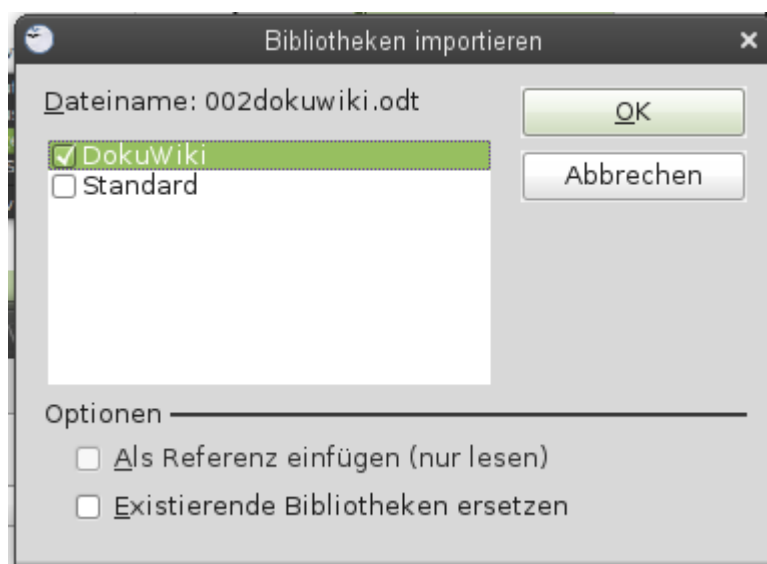 Bibliotheken importieren
Dateiname: 002dokuwiki.odt
OK
DokuWiki
Standard
Abbrechen
Optionen
Als Referenz einfügen (nur lesen)
Existierende Bibliotheken ersetzen